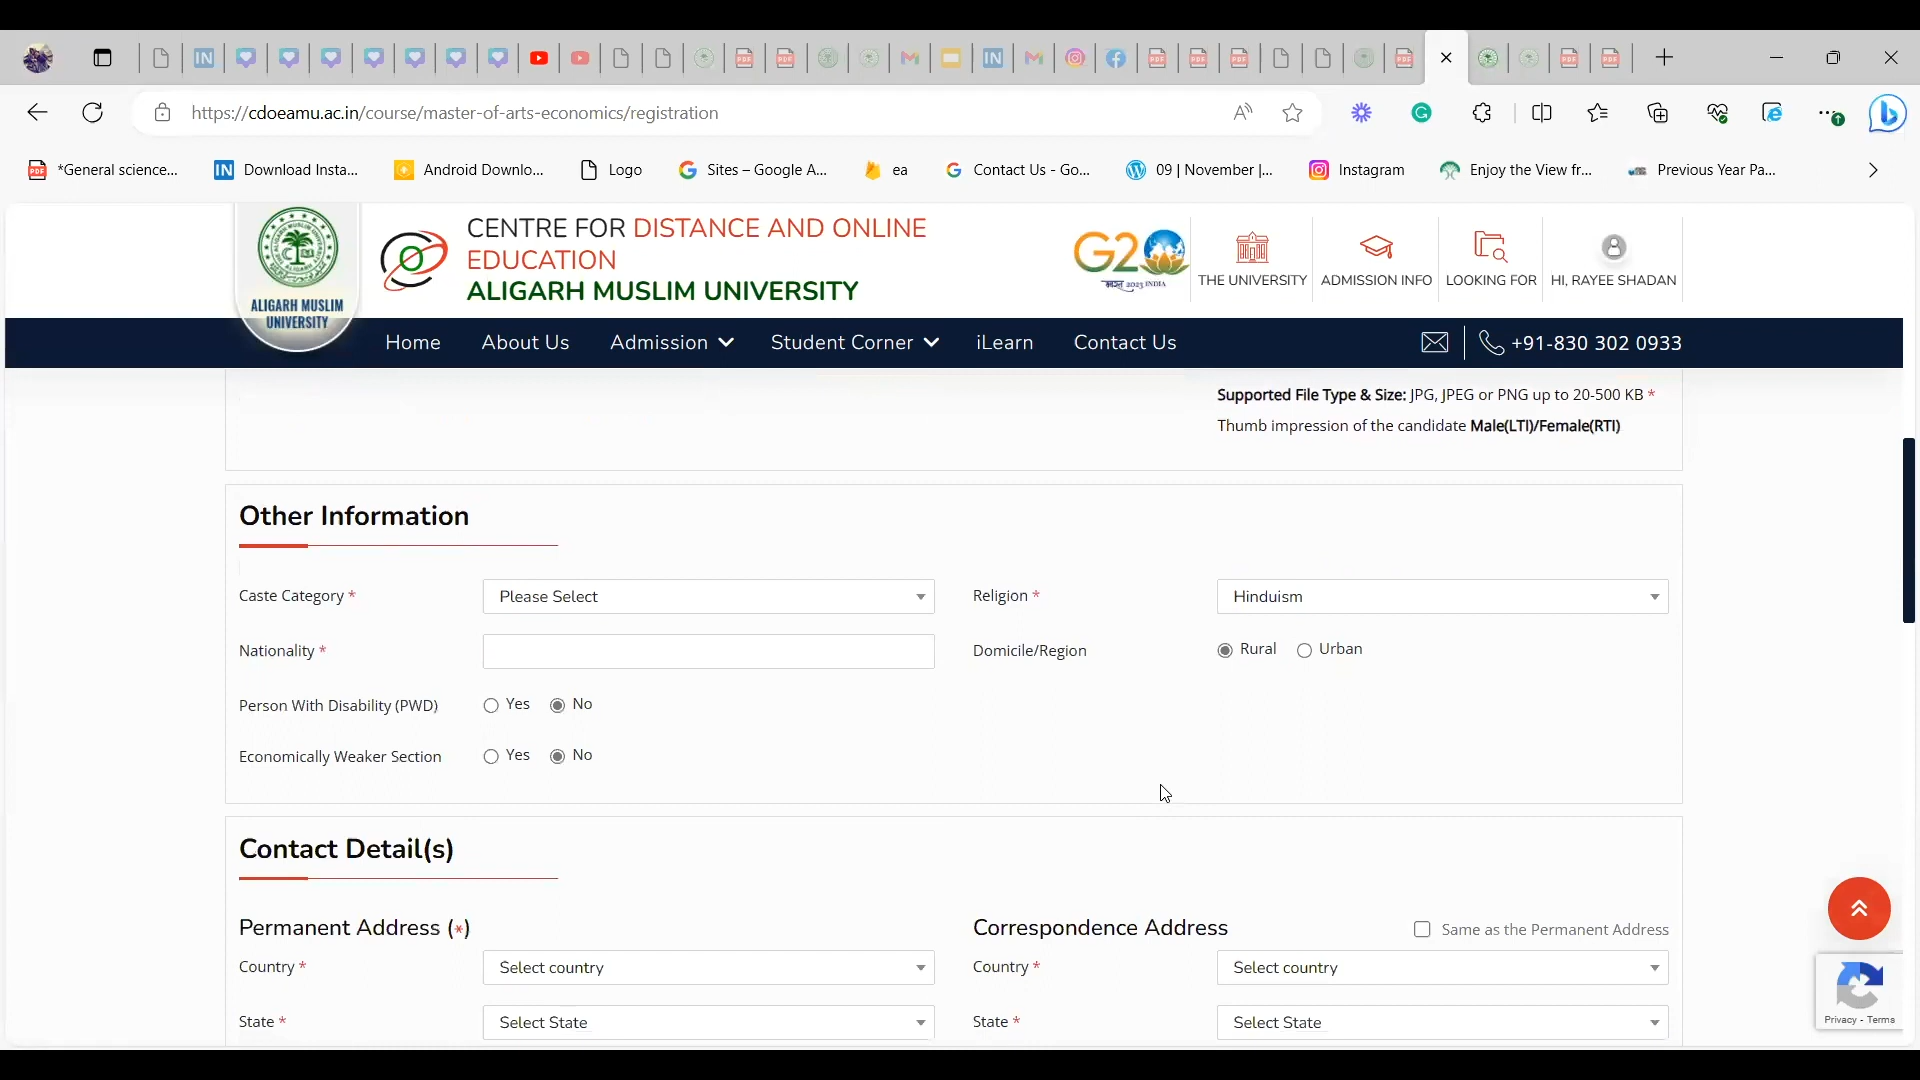 https://cdoeamu.ac.in/course/master-of-arts-economics/registration
*General science...
Download Insta...
Android Downlo...
Logo
Sites – Google A...
ea
Contact Us - Go...
09 | November |...
Instagram
Enjoy the View fr...
Previous Year Pa...
ALIGARH MUSLIM
UNIVERSITY
CENTRE FOR DISTANCE AND ONLINE
EDUCATION
ALIGARH MUSLIM UNIVERSITY
G20
भारत 2023 INDIA
THE UNIVERSITY
ADMISSION INFO
LOOKING FOR
HI, RAYEE SHADAN
Home
About Us
Admission
Student Corner
iLearn
Contact Us
+91-830 302 0933
Supported File Type & Size: JPG, JPEG or PNG up to 20-500 KB *
Thumb impression of the candidate Male(LTI)/Female(RTI)
Other Information
Caste Category * Please Select
Religion * Hinduism
Nationality *
Domicile/Region Rural Urban
Person With Disability (PWD) Yes No
Economically Weaker Section Yes No
Contact Detail(s)
Permanent Address (*)
Correspondence Address
Same as the Permanent Address
Country * Select country
Country * Select country
State * Select State
State * Select State
Privacy - Terms